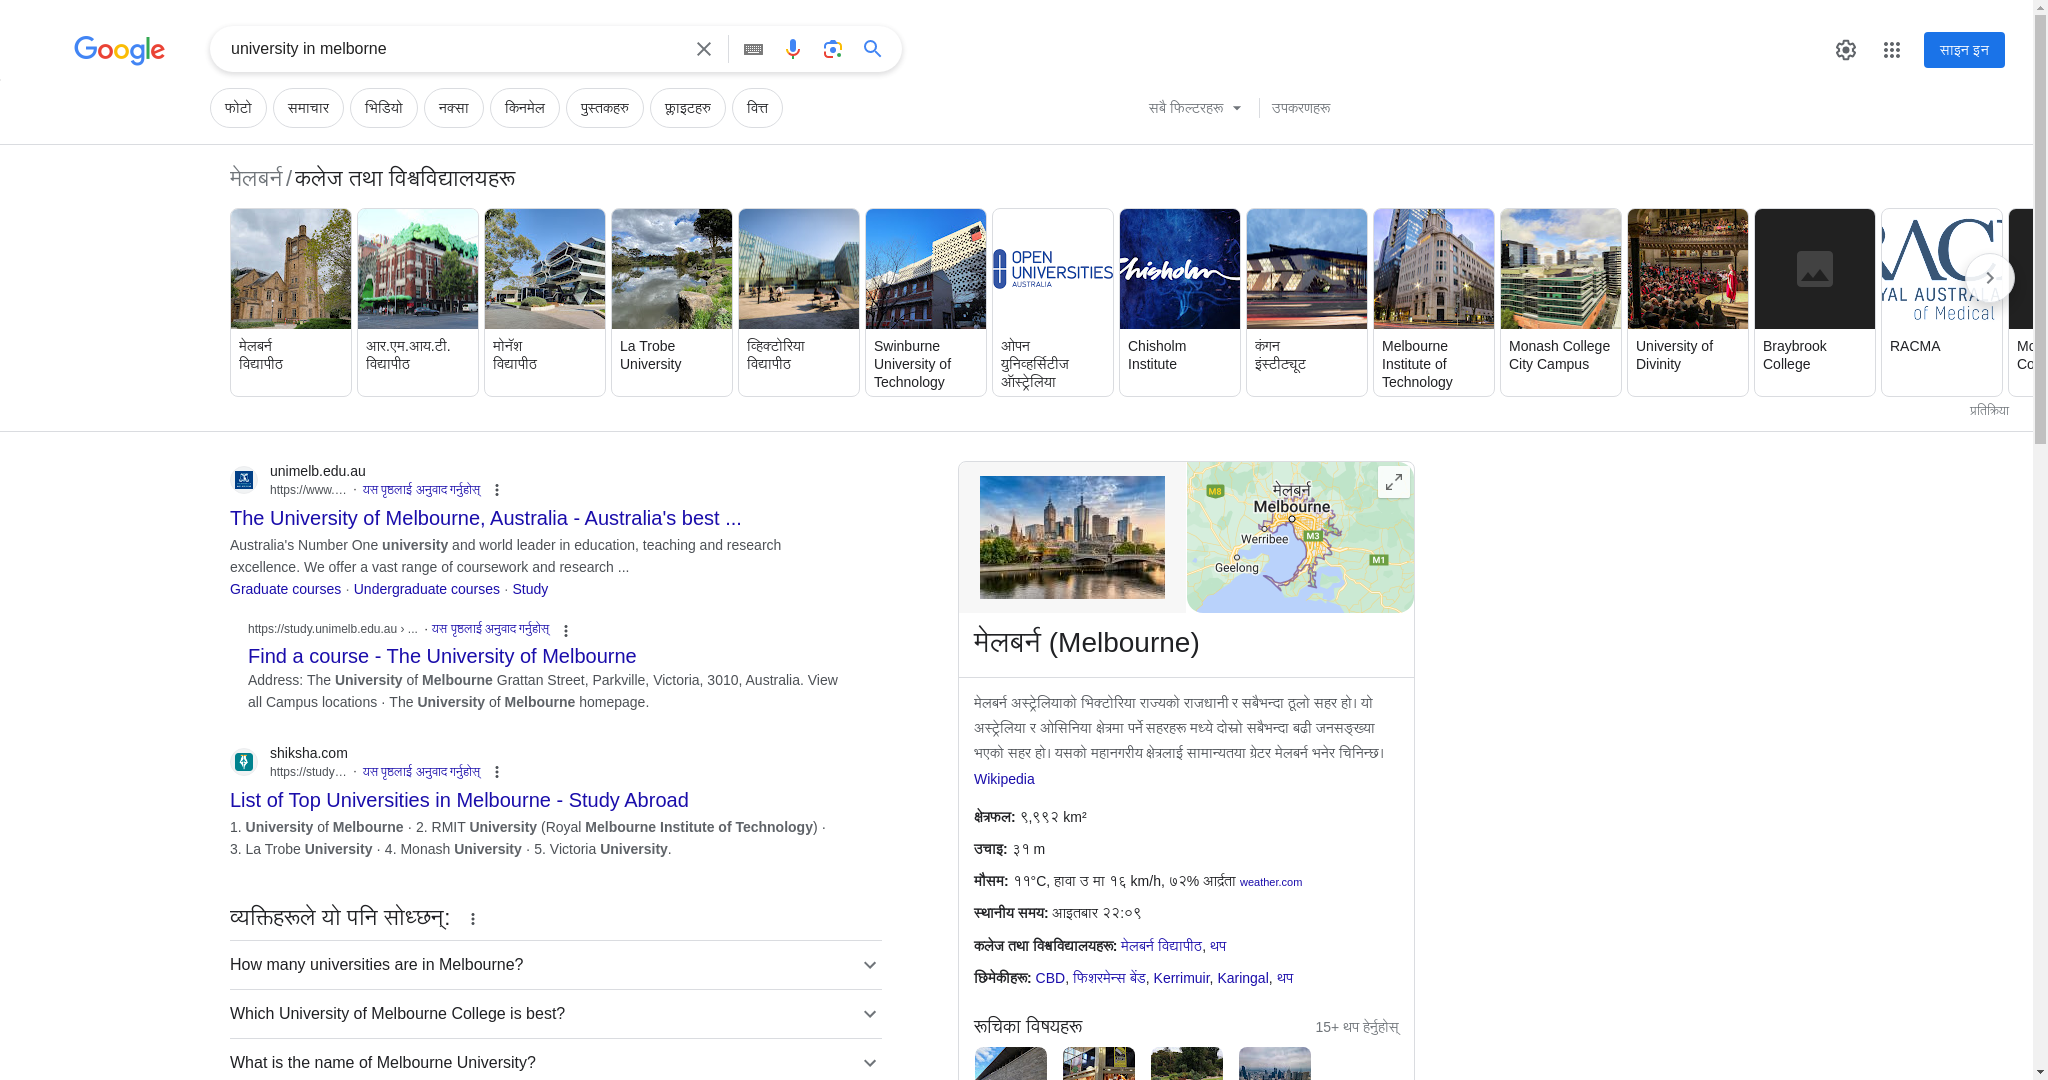 Google
university in melborne
साइन इन
फोटो
समाचार
भिडियो
नक्सा
किनमेल
पुस्तकहरु
फ्लाइटहरु
वित्त
सबै फिल्टरहरू
उपकरणहरू
मेलबर्न / कलेज तथा विश्वविद्यालयहरू
OPEN
UNIVERSITIES
AUSTRALIA
Chisholm
RACM
YAL AUSTRALA
of Medical
मेलबर्न
विद्यापीठ
आर.एम.आय.टी.
विद्यापीठ
मोनॅश
विद्यापीठ
La Trobe
University
व्हिक्टोरिया
विद्यापीठ
Swinburne
University of
Technology
ओपन
युनिव्हर्सिटीज
ऑस्ट्रेलिया
Chisholm
Institute
कंगन
इंस्टीट्यूट
Melbourne
Institute of
Technology
Monash College
City Campus
University of
Divinity
Braybrook
College
RACMA
Mo
Co
प्रतिक्रिया
unimelb.edu.au
https://www.… · यस पृष्ठलाई अनुवाद गर्नुहोस्
The University of Melbourne, Australia - Australia's best ...
Australia's Number One university and world leader in education, teaching and research
excellence. We offer a vast range of coursework and research ...
Graduate courses · Undergraduate courses · Study
https://study.unimelb.edu.au › ... · यस पृष्ठलाई अनुवाद गर्नुहोस्
Find a course - The University of Melbourne
Address: The University of Melbourne Grattan Street, Parkville, Victoria, 3010, Australia. View
all Campus locations · The University of Melbourne homepage.
shiksha.com
https://study… · यस पृष्ठलाई अनुवाद गर्नुहोस्
List of Top Universities in Melbourne - Study Abroad
1. University of Melbourne · 2. RMIT University (Royal Melbourne Institute of Technology) ·
3. La Trobe University · 4. Monash University · 5. Victoria University.
व्यक्तिहरूले यो पनि सोध्छन्:
How many universities are in Melbourne?
Which University of Melbourne College is best?
What is the name of Melbourne University?
M8
मेलबर्न
Melbourne
Werribee
M3
Geelong
M1
मेलबर्न (Melbourne)
मेलबर्न अस्ट्रेलियाको भिक्टोरिया राज्यको राजधानी र सबैभन्दा ठूलो सहर हो। यो
अस्ट्रेलिया र ओसिनिया क्षेत्रमा पर्ने सहरहरू मध्ये दोस्रो सबैभन्दा बढी जनसङ्ख्या
भएको सहर हो। यसको महानगरीय क्षेत्रलाई सामान्यतया ग्रेटर मेलबर्न भनेर चिनिन्छ।
Wikipedia
क्षेत्रफल: ९,९९२ km²
उचाइ: ३१ m
मौसम: ११°C, हावा उ मा १६ km/h, ७२% आर्द्रता weather.com
स्थानीय समय: आइतबार २२:०९
कलेज तथा विश्वविद्यालयहरू: मेलबर्न विद्यापीठ, थप
छिमेकीहरू: CBD, फिशरमेन्स बेंड, Kerrimuir, Karingal, थप
रूचिका विषयहरू
15+ थप हेर्नुहोस्